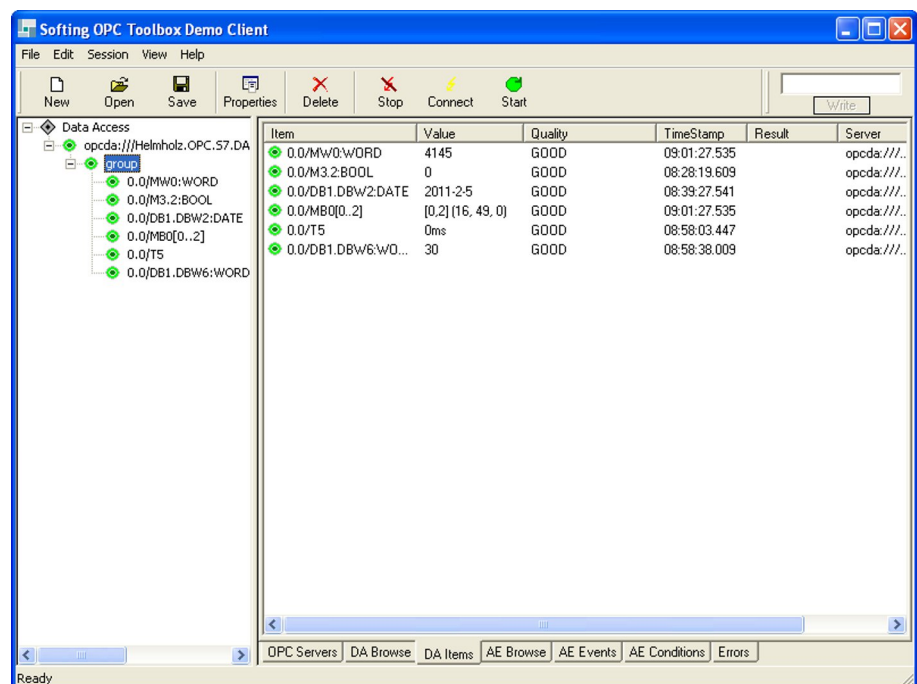 Softing OPC Toolbox Demo Client
File Edit Session View Help
New Open Save Properties Delete Stop Connect Start Write
Data Access
opcda:///Helmholz.OPC.S7.DA
group
0.0/MW0:WORD
0.0/M3.2:BOOL
0.0/DB1.DBW2:DATE
0.0/MB0[0..2]
0.0/T5
0.0/DB1.DBW6:WORD
Item Value Quality TimeStamp Result Server
0.0/MW0:WORD 4145 GOOD 09:01:27.535 opcda:///..
0.0/M3.2:BOOL 0 GOOD 08:28:19.609 opcda:///..
0.0/DB1.DBW2:DATE 2011-2-5 GOOD 08:39:27.541 opcda:///..
0.0/MB0[0..2] [0,2] (16, 49, 0) GOOD 09:01:27.535 opcda:///..
0.0/T5 0ms GOOD 08:58:03.447 opcda:///..
0.0/DB1.DBW6:WO... 30 GOOD 08:58:38.009 opcda:///..
OPC Servers DA Browse DA Items AE Browse AE Events AE Conditions Errors
Ready